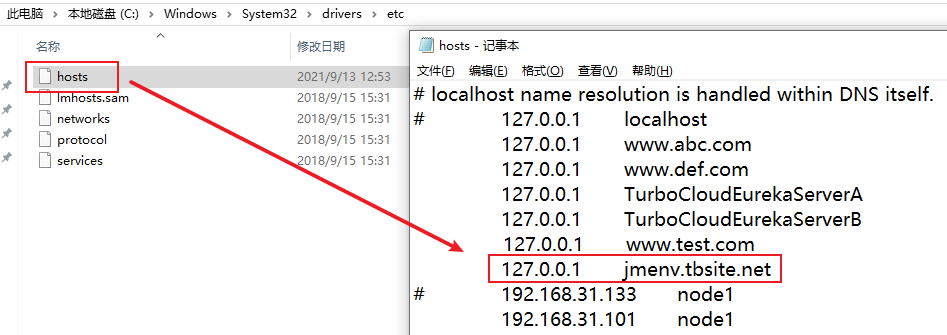 此电脑 > 本地磁盘 (C:) > Windows > System32 > drivers > etc
名称 修改日期
hosts 2021/9/13 12:53
lmhosts.sam 2018/9/15 15:31
networks 2018/9/15 15:31
protocol 2018/9/15 15:31
services 2018/9/15 15:31
hosts - 记事本
文件(F) 编辑(E) 格式(O) 查看(V) 帮助(H)
# localhost name resolution is handled within DNS itself.
# 127.0.0.1 localhost
127.0.0.1 www.abc.com
127.0.0.1 www.def.com
127.0.0.1 TurboCloudEurekaServerA
127.0.0.1 TurboCloudEurekaServerB
127.0.0.1 www.test.com
127.0.0.1 jmenv.tbsite.net
# 192.168.31.133 node1
192.168.31.101 node1